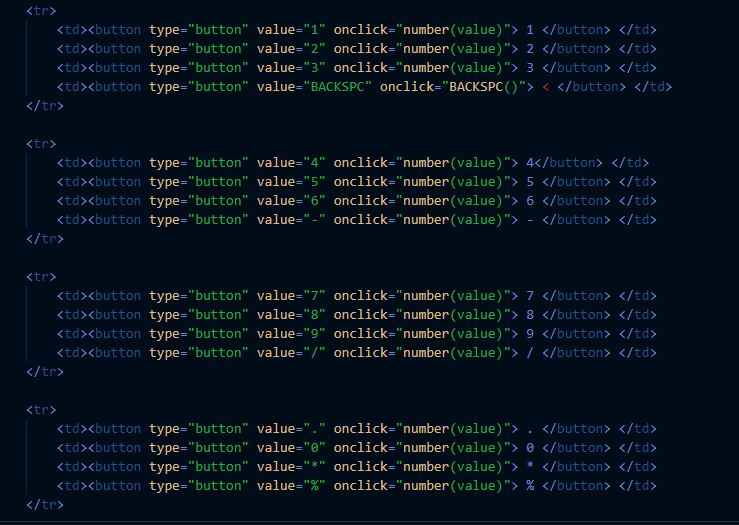 <tr>
<td><button type="button" value="1" onclick="number(value)"> 1 </button> </td>
<td><button type="button" value="2" onclick="number(value)"> 2 </button> </td>
<td><button type="button" value="3" onclick="number(value)"> 3 </button> </td>
<td><button type="button" value="BACKSPC" onclick="BACKSPC()"> < </button> </td>
</tr>
<tr>
<td><button type="button" value="4" onclick="number(value)"> 4</button> </td>
<td><button type="button" value="5" onclick="number(value)"> 5 </button> </td>
<td><button type="button" value="6" onclick="number(value)"> 6 </button> </td>
<td><button type="button" value="-" onclick="number(value)"> - </button> </td>
</tr>
<tr>
<td><button type="button" value="7" onclick="number(value)"> 7 </button> </td>
<td><button type="button" value="8" onclick="number(value)"> 8 </button> </td>
<td><button type="button" value="9" onclick="number(value)"> 9 </button> </td>
<td><button type="button" value="/" onclick="number(value)"> / </button> </td>
</tr>
<tr>
<td><button type="button" value="." onclick="number(value)"> . </button> </td>
<td><button type="button" value="0" onclick="number(value)"> 0 </button> </td>
<td><button type="button" value="*" onclick="number(value)"> * </button> </td>
<td><button type="button" value="%" onclick="number(value)"> % </button> </td>
</tr>